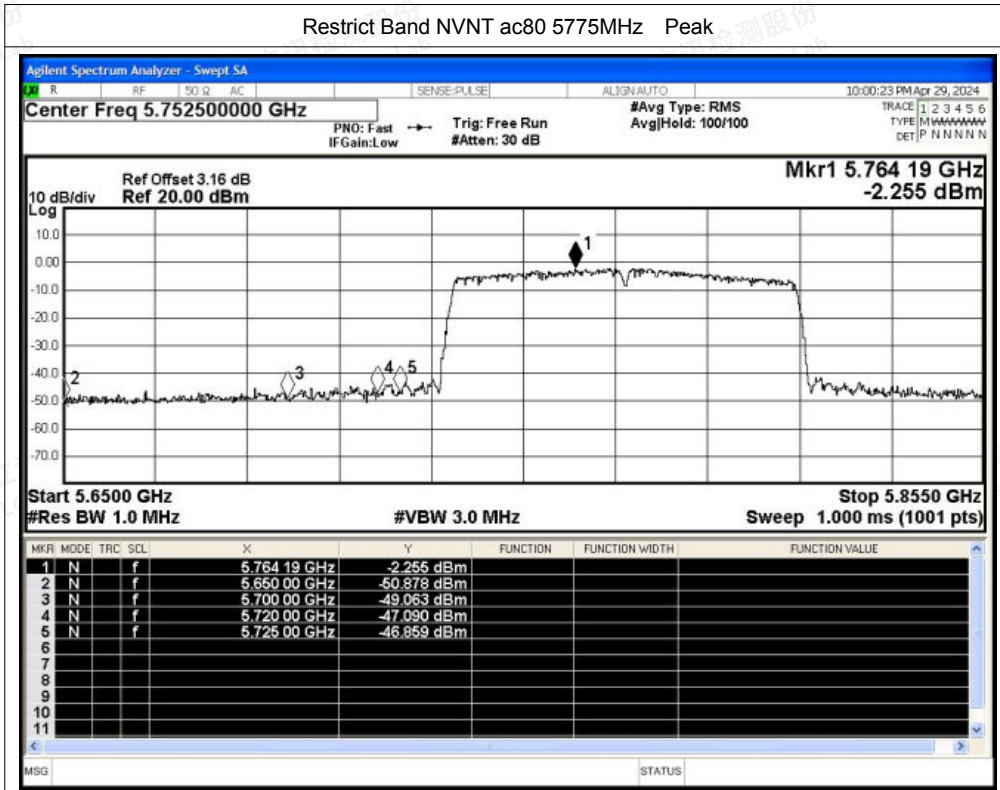 Restrict Band NVNT ac80 5775MHz Peak
Agilent Spectrum Analyzer - Swept SA
R RF 50 Ω AC SENSE:PULSE ALIGN AUTO 10:00:23 PM Apr 29, 2024
Center Freq 5.752500000 GHz
PNO: Fast
IFGain:Low
Trig: Free Run
#Atten: 30 dB
#Avg Type: RMS
Avg|Hold: 100/100
TRACE 1 2 3 4 5 6
TYPE M
DET P N N N N N
Mkr1 5.764 19 GHz
-2.255 dBm
Ref Offset 3.16 dB
10 dB/div Ref 20.00 dBm
Log
10.0
0.00
-10.0
-20.0
-30.0
-40.0
-50.0
-60.0
-70.0
1
2
3
4
5
Start 5.6500 GHz Stop 5.8550 GHz
#Res BW 1.0 MHz #VBW 3.0 MHz Sweep 1.000 ms (1001 pts)
MKR MODE TRC SCL X Y FUNCTION FUNCTION WIDTH FUNCTION VALUE
1 N f 5.764 19 GHz -2.255 dBm
2 N f 5.650 00 GHz -50.878 dBm
3 N f 5.700 00 GHz -49.063 dBm
4 N f 5.720 00 GHz -47.090 dBm
5 N f 5.725 00 GHz -46.859 dBm
6
7
8
9
10
11
MSG STATUS